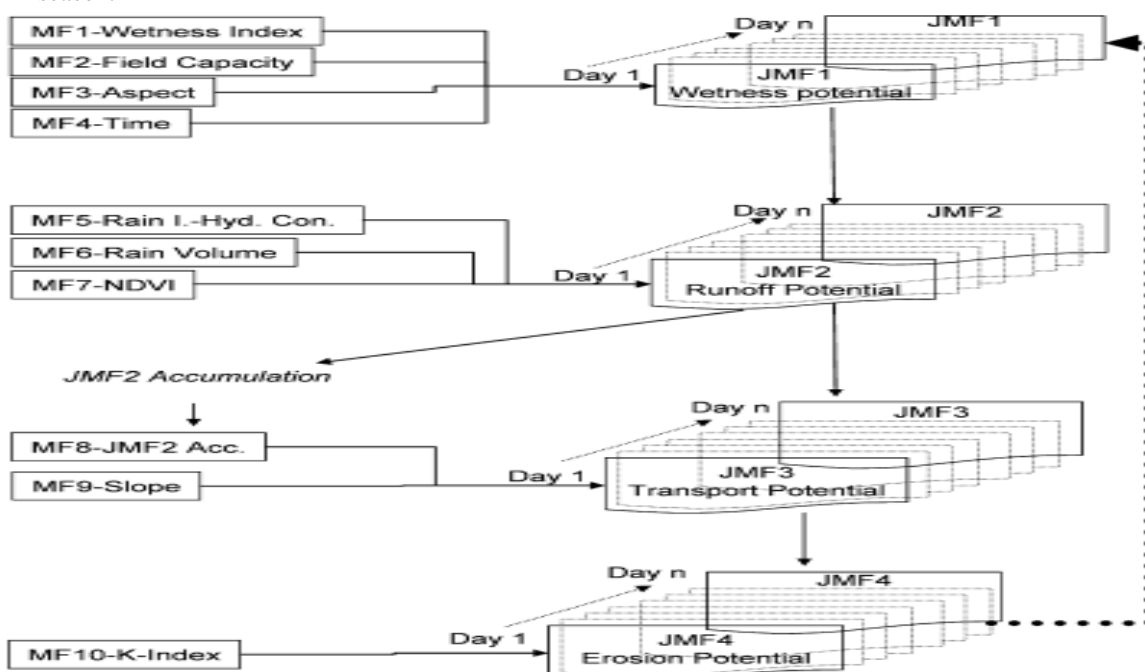 MF1-Wetness Index
MF2-Field Capacity
MF3-Aspect
MF4-Time
Day 1
Day n
JMF1
JMF1
Wetness potential
MF5-Rain I.-Hyd. Con.
MF6-Rain Volume
MF7-NDVI
Day 1
Day n
JMF2
JMF2
Runoff Potential
JMF2 Accumulation
MF8-JMF2 Acc.
MF9-Slope
Day 1
Day n
JMF3
JMF3
Transport Potential
MF10-K-Index
Day 1
Day n
JMF4
JMF4
Erosion Potential